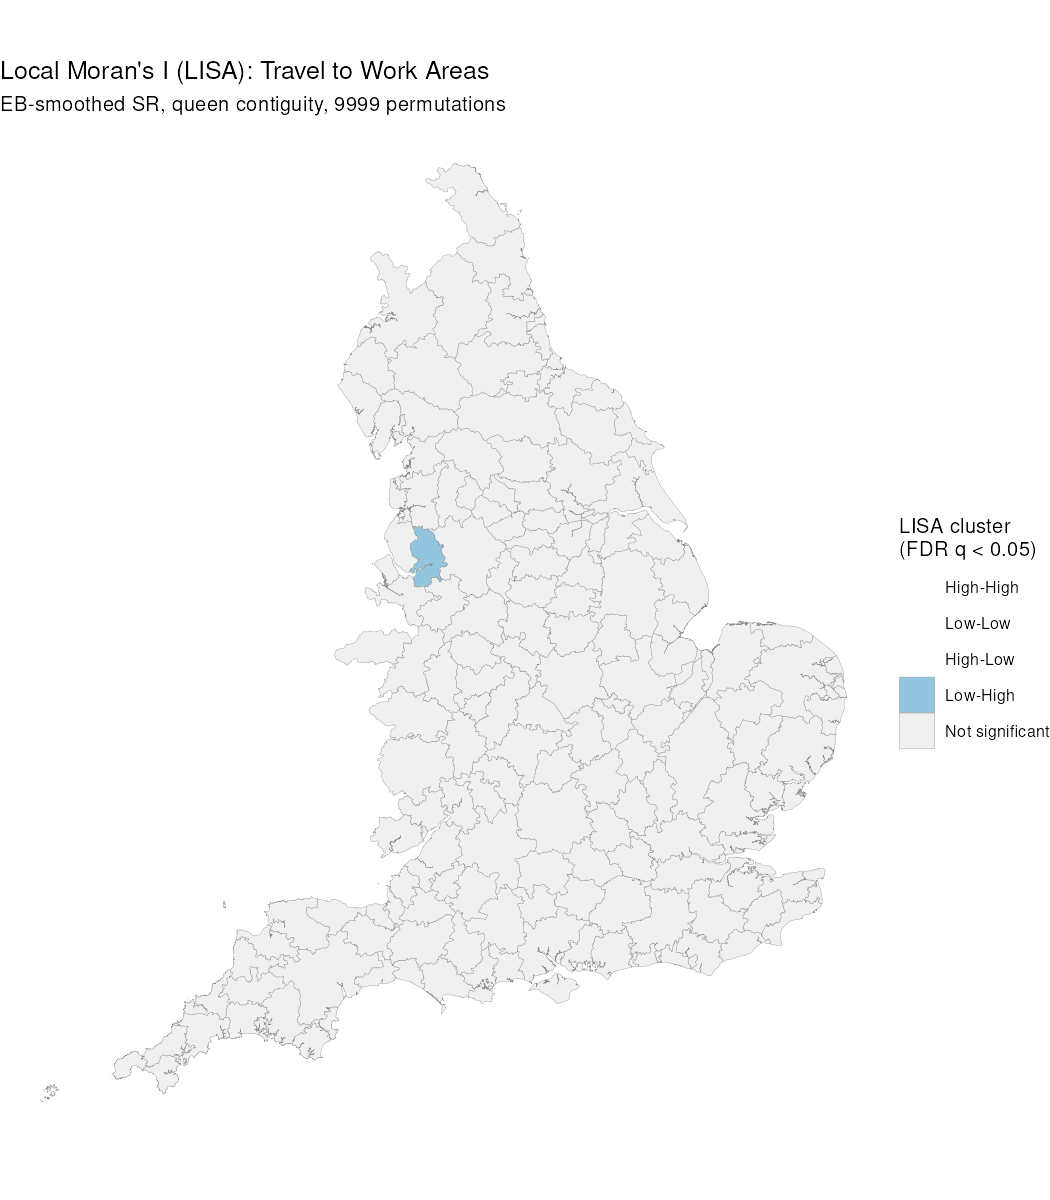 Local Moran's I (LISA): Travel to Work Areas
EB-smoothed SR, queen contiguity, 9999 permutations
LISA cluster
(FDR q < 0.05)
High-High
Low-Low
High-Low
Low-High
Not significant